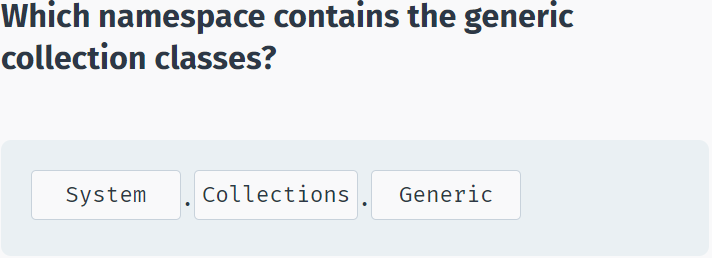 Which namespace contains the generic
collection classes?
System . Collections . Generic